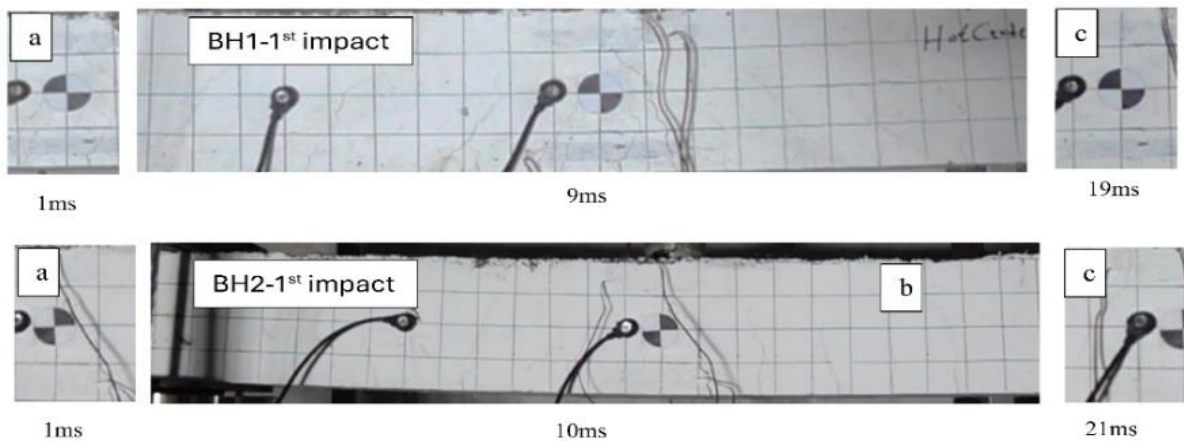 a
BH1-1st impact
c
1ms
9ms
19ms
a
BH2-1st impact
b
c
1ms
10ms
21ms